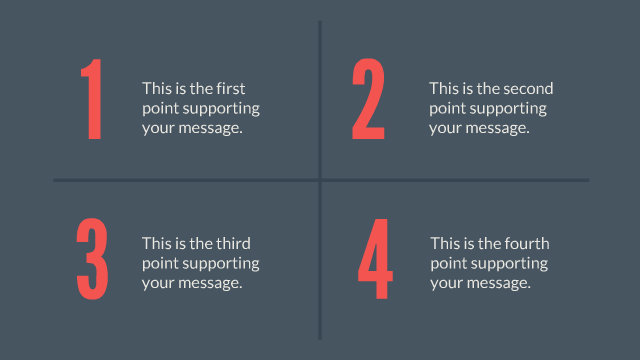 1
This is the first
point supporting
your message.
2
This is the second
point supporting
your message.
3
This is the third
point supporting
your message.
4
This is the fourth
point supporting
your message.